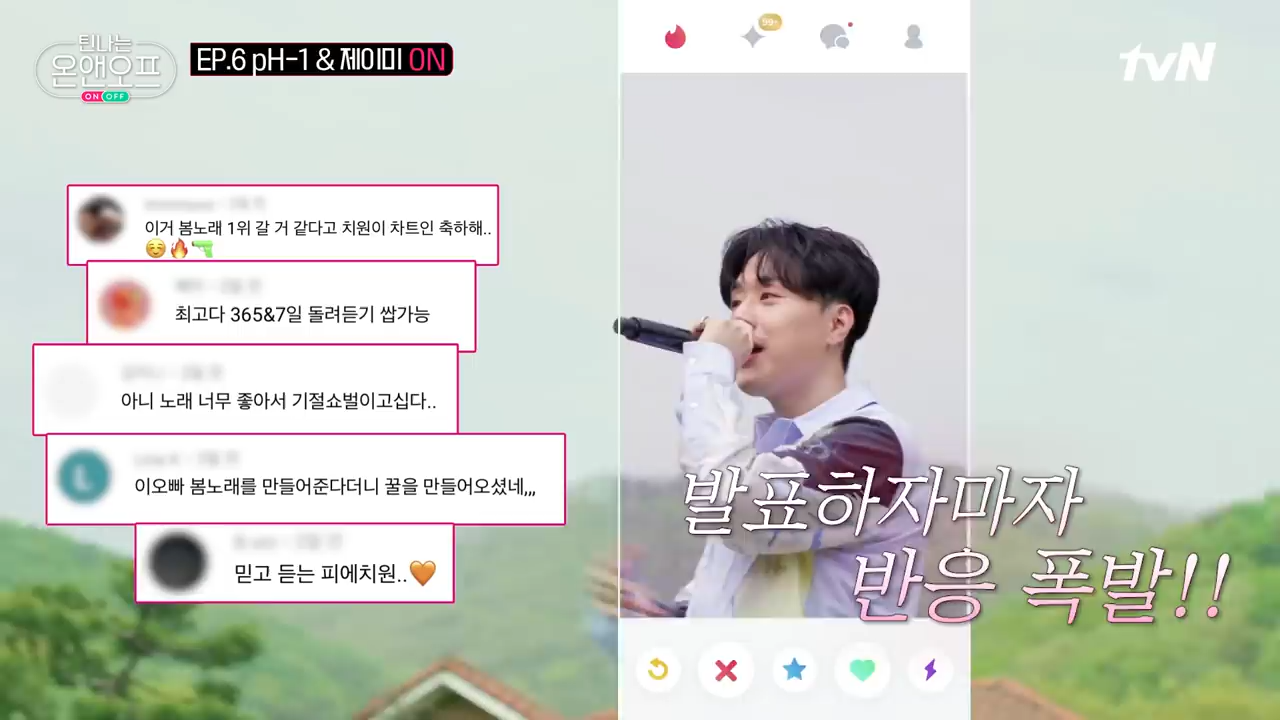 틴나는
온앤오프
ON OFF
EP.6 pH-1 & 제이미 ON
99+
tvN
이거 봄노래 1위 갈 거 같다고 치원이 차트인 축하해..
☺️🔥🔫
최고다 365&7일 돌려듣기 쌉가능
아니 노래 너무 좋아서 기절쇼벌이고십다..
L
이오빠 봄노래를 만들어준다더니 꿀을 만들어오셨네,,,
믿고 듣는 피에치원..🧡
발표하자마자
반응 폭발!!